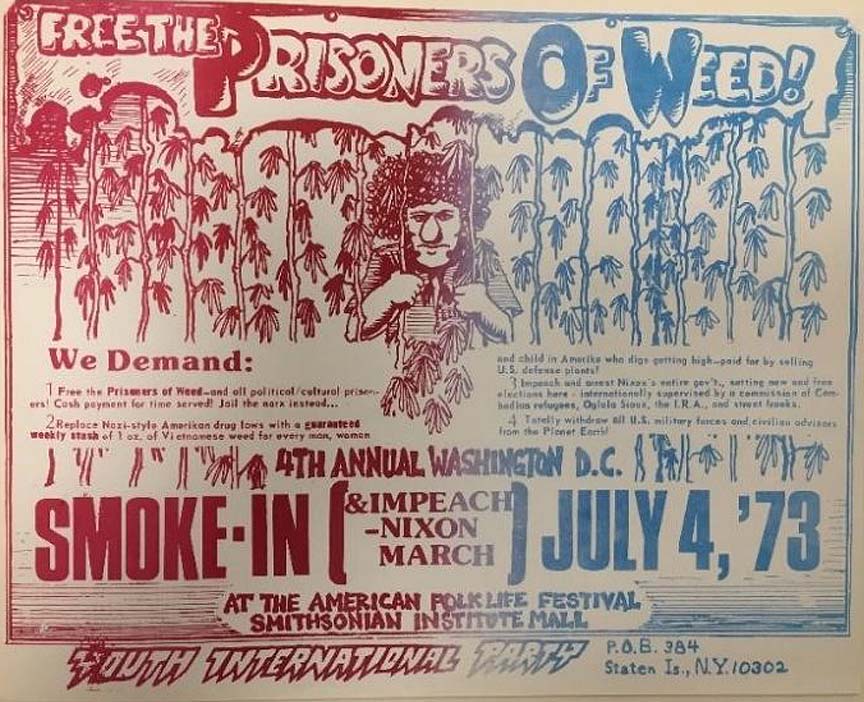 FREE THE PRISONERS OF WEED!
We Demand:
1 Free the Prisoners of Weed—and all political/cultural prison-
ers! Cash payment for time served! Jail the narx instead...
2 Replace Nazi-style Amerikan drug laws with a guaranteed
weekly stash of 1 oz. of Vietnamese weed for every man, women
and child in Amerika who digs getting high—paid for by selling
U.S. defense plants!
3 Impeach and arrest Nixon's entire gov't., setting new and free
elections here - internationally supervised by a commission of Cam-
bodian refugees, Oglala Sioux, the I.R.A., and street freaks.
4 Totally withdraw all U.S. military forces and civilian advisors
from the Planet Earth!
4TH ANNUAL WASHINGTON D.C.
SMOKE-IN [& IMPEACH
-NIXON
MARCH] JULY 4, '73
AT THE AMERICAN FOLKLIFE FESTIVAL
SMITHSONIAN INSTITUTE MALL
YOUTH INTERNATIONAL PARTY
P.O.B. 384
Staten Is., N.Y. 10302